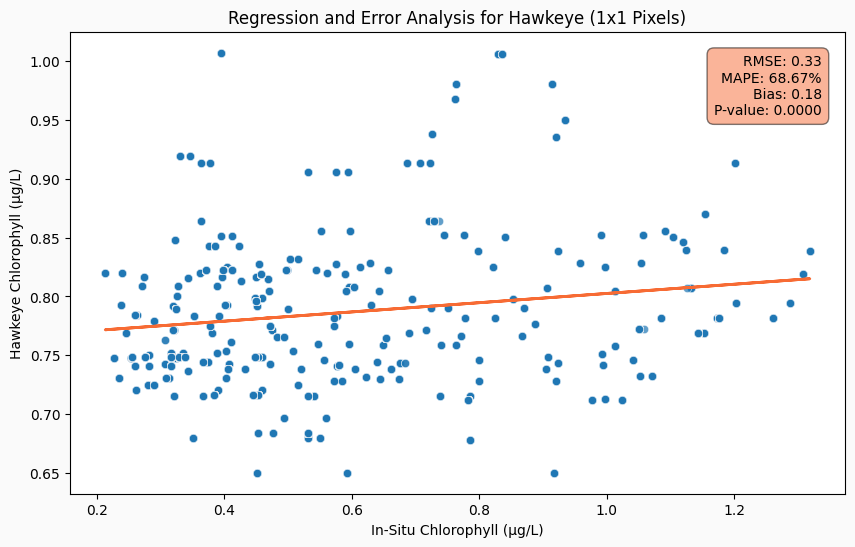 Regression and Error Analysis for Hawkeye (1x1 Pixels)
RMSE: 0.33
MAPE: 68.67%
Bias: 0.18
P-value: 0.0000
Hawkeye Chlorophyll (µg/L)
1.00
0.95
0.90
0.85
0.80
0.75
0.70
0.65
0.2 0.4 0.6 0.8 1.0 1.2
In-Situ Chlorophyll (µg/L)